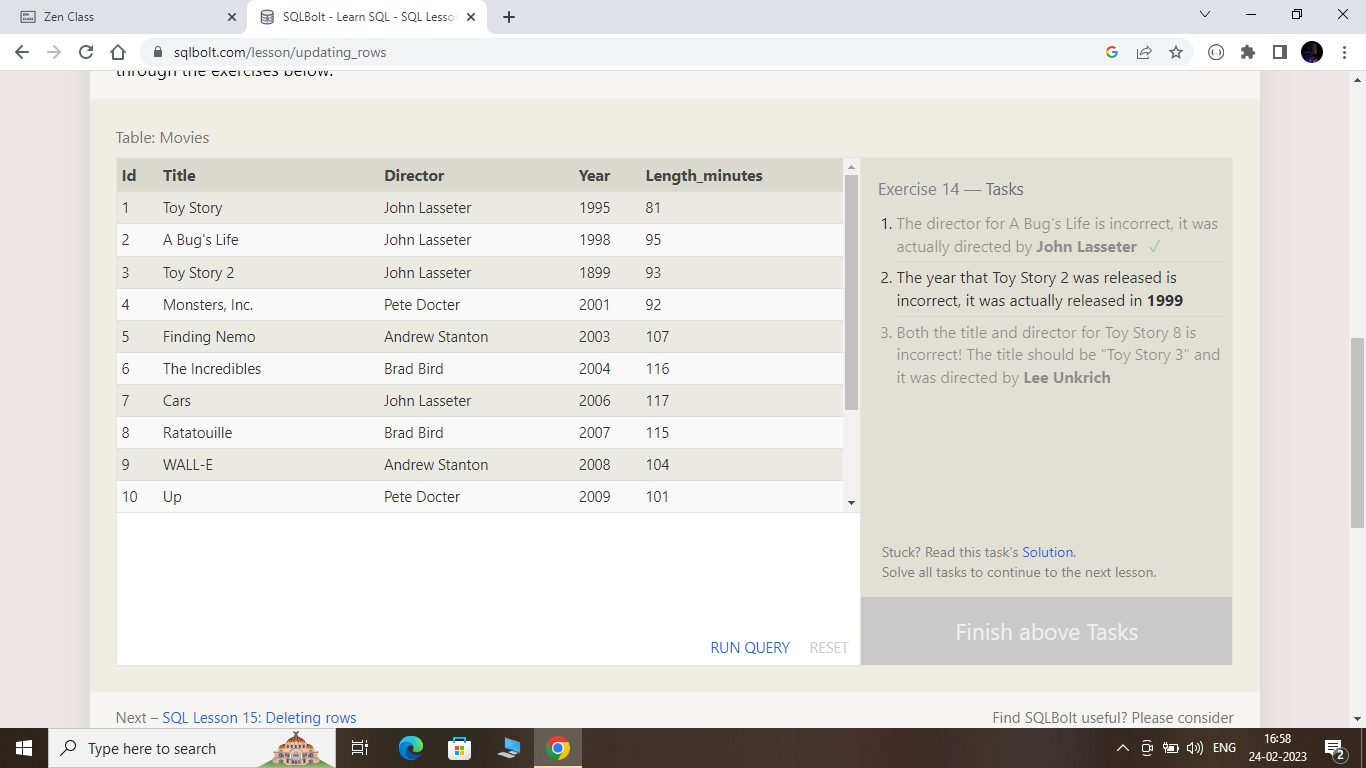 Zen Class
SQLBolt - Learn SQL - SQL Lesso
sqlbolt.com/lesson/updating_rows
through the exercises below.
Table: Movies
Id Title Director Year Length_minutes
1 Toy Story John Lasseter 1995 81
2 A Bug's Life John Lasseter 1998 95
3 Toy Story 2 John Lasseter 1899 93
4 Monsters, Inc. Pete Docter 2001 92
5 Finding Nemo Andrew Stanton 2003 107
6 The Incredibles Brad Bird 2004 116
7 Cars John Lasseter 2006 117
8 Ratatouille Brad Bird 2007 115
9 WALL-E Andrew Stanton 2008 104
10 Up Pete Docter 2009 101
RUN QUERY RESET
Exercise 14 — Tasks
1. The director for A Bug's Life is incorrect, it was
actually directed by John Lasseter ✓
2. The year that Toy Story 2 was released is
incorrect, it was actually released in 1999
3. Both the title and director for Toy Story 8 is
incorrect! The title should be "Toy Story 3" and
it was directed by Lee Unkrich
Stuck? Read this task's Solution.
Solve all tasks to continue to the next lesson.
Finish above Tasks
Next – SQL Lesson 15: Deleting rows
Find SQLBolt useful? Please consider
Type here to search
ENG
16:58
24-02-2023
2